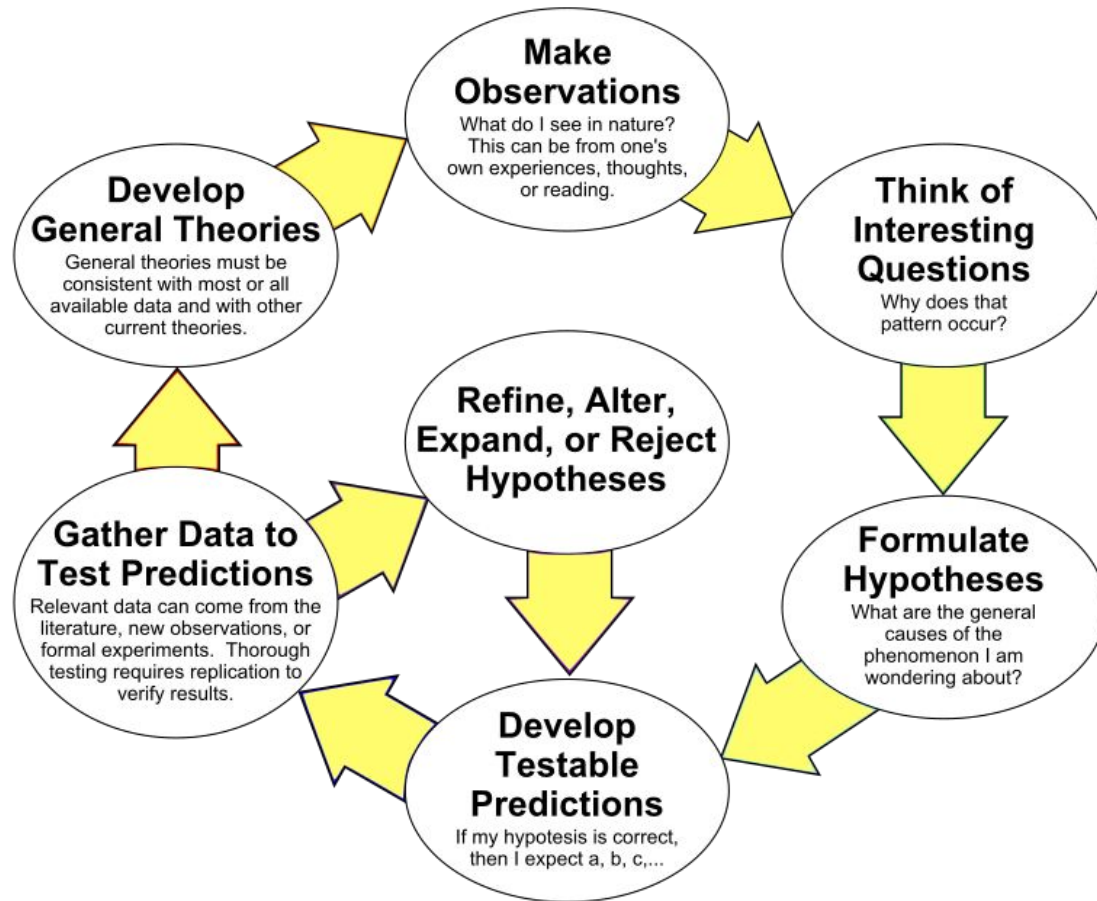 Make
Observations
What do I see in nature?
This can be from one's
own experiences, thoughts,
or reading.
Think of
Interesting
Questions
Why does that
pattern occur?
Formulate
Hypotheses
What are the general
causes of the
phenomenon I am
wondering about?
Develop
Testable
Predictions
If my hypotesis is correct,
then I expect a, b, c,...
Gather Data to
Test Predictions
Relevant data can come from the
literature, new observations, or
formal experiments. Thorough
testing requires replication to
verify results.
Refine, Alter,
Expand, or Reject
Hypotheses
Develop
General Theories
General theories must be
consistent with most or all
available data and with other
current theories.